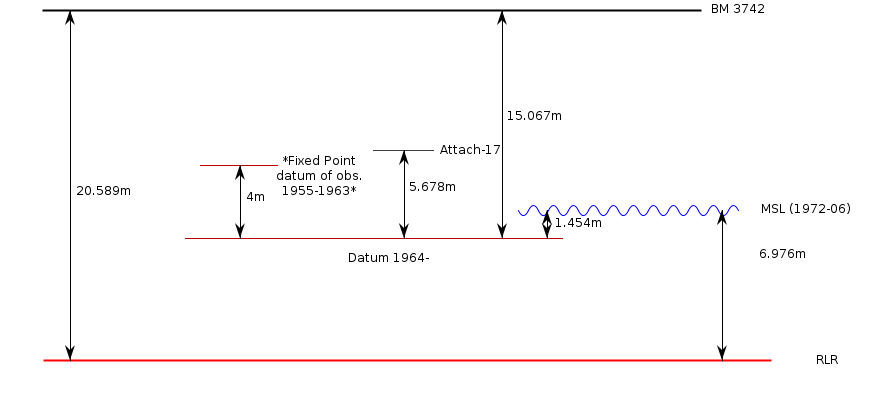 BM 3742
15.067m
Attach-17
*Fixed Point
datum of obs.
1955-1963*
20.589m
4m
5.678m
MSL (1972-06)
1.454m
6.976m
Datum 1964-
RLR